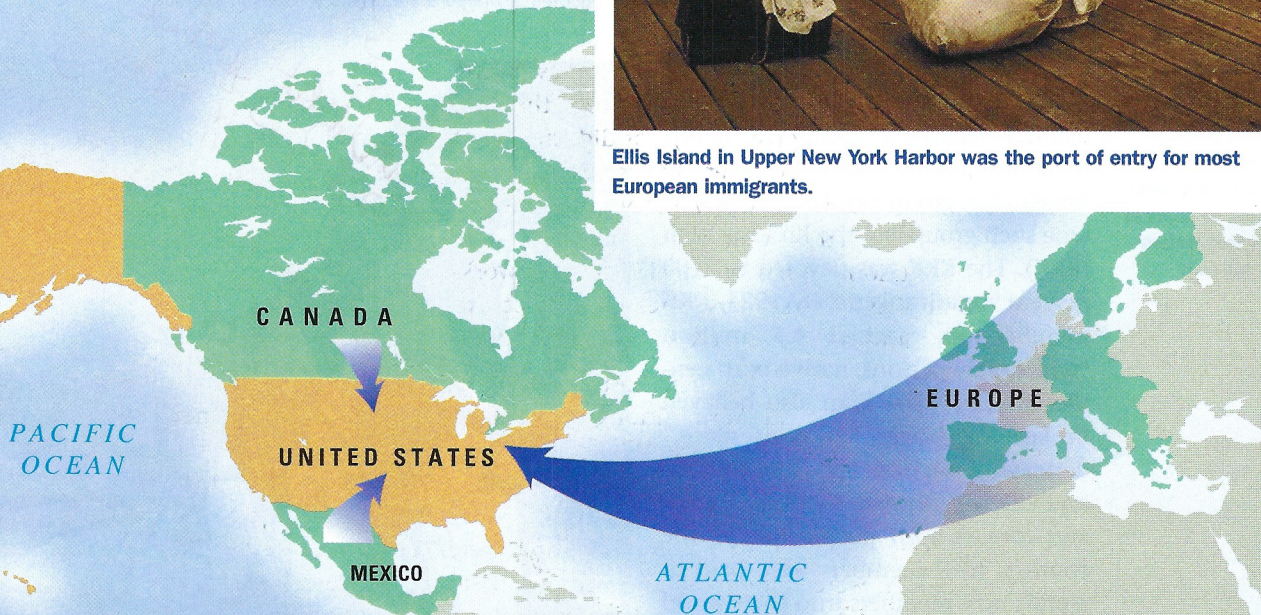 Ellis Island in Upper New York Harbor was the port of entry for most
European immigrants.
CANADA
EUROPE
PACIFIC
OCEAN
UNITED STATES
MEXICO
ATLANTIC
OCEAN